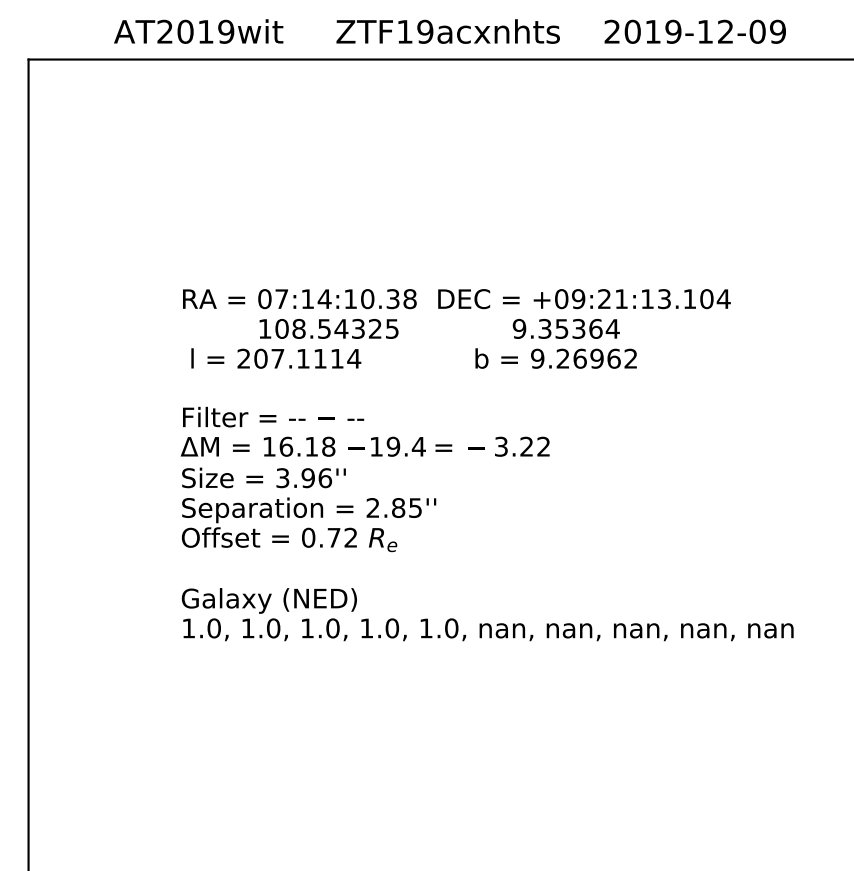 AT2019wit ZTF19acxnhts 2019-12-09
RA = 07:14:10.38 DEC = +09:21:13.104
108.54325 9.35364
l = 207.1114 b = 9.26962
Filter = -- − --
ΔM = 16.18 −19.4 = − 3.22
Size = 3.96''
Separation = 2.85''
Offset = 0.72 Re
Galaxy (NED)
1.0, 1.0, 1.0, 1.0, 1.0, nan, nan, nan, nan, nan